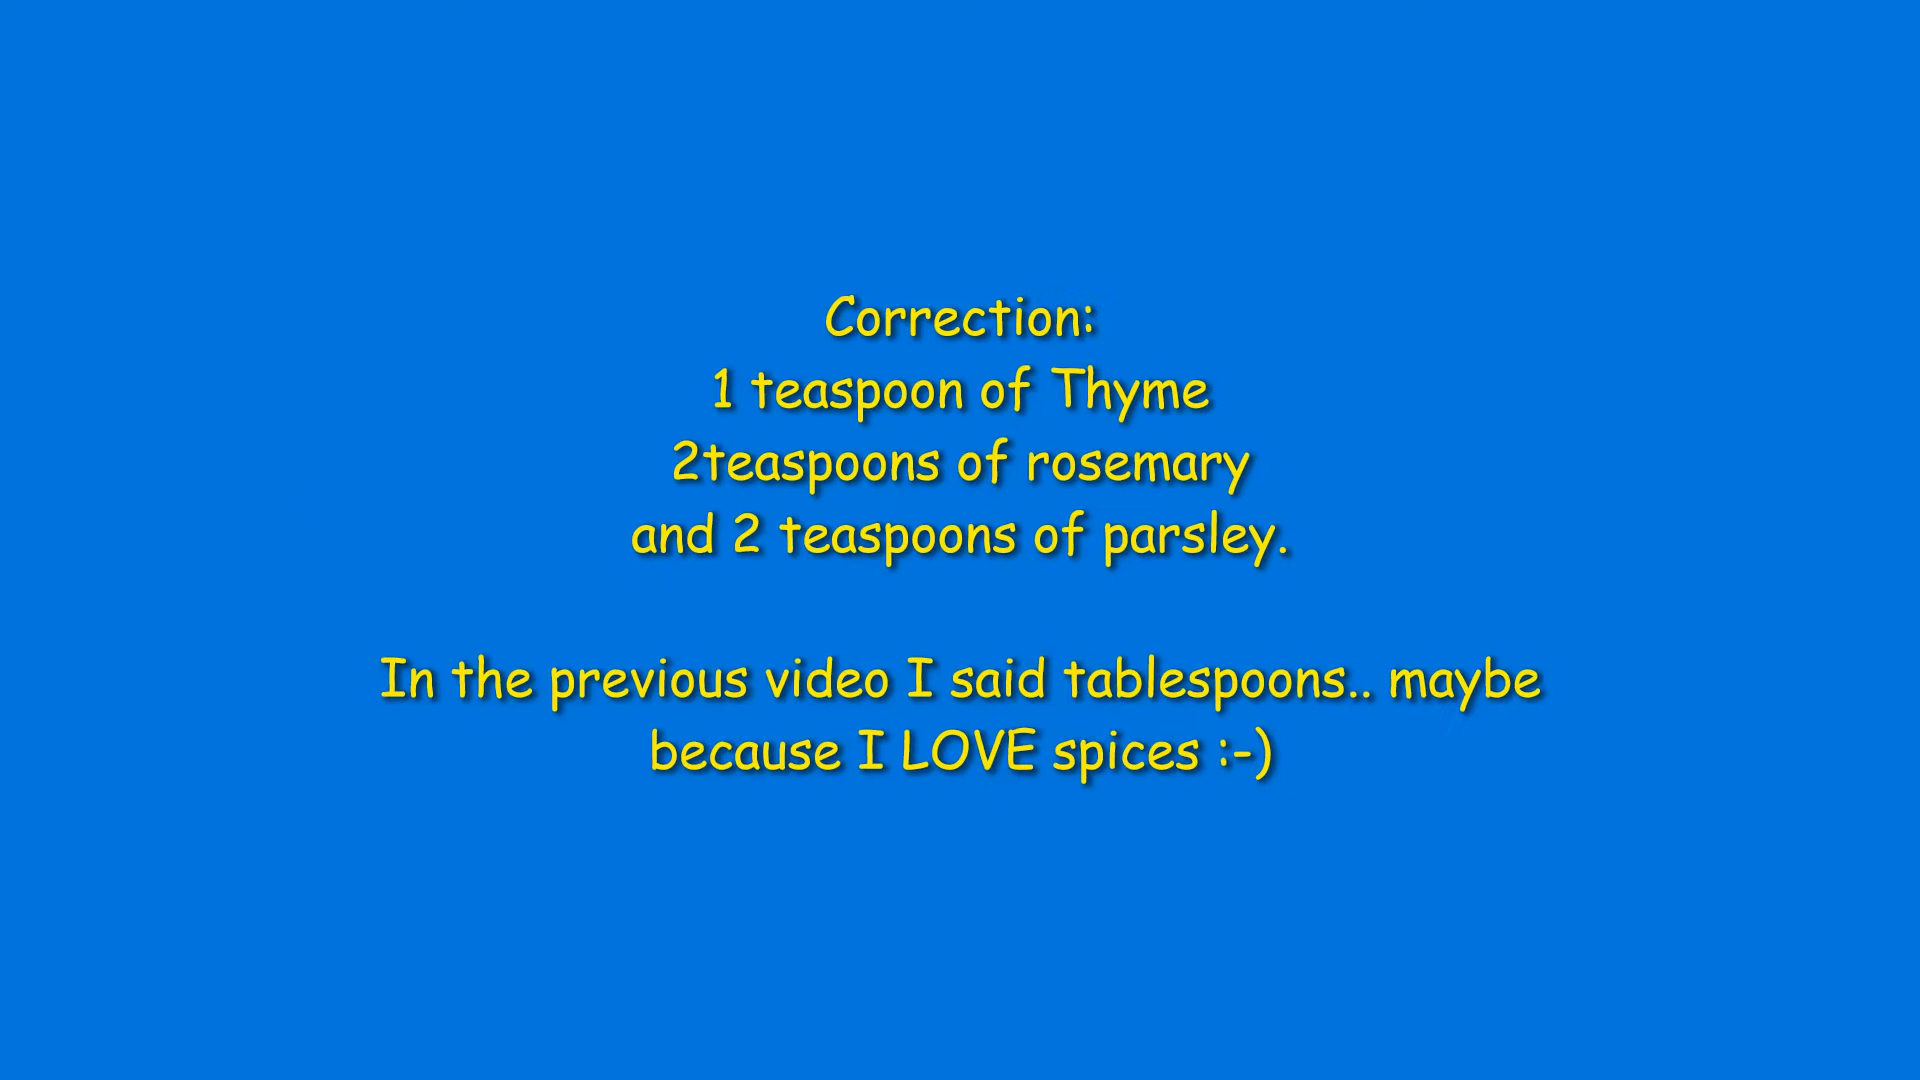 Correction:
1 teaspoon of Thyme
2teaspoons of rosemary
and 2 teaspoons of parsley.
In the previous video I said tablespoons.. maybe
because I LOVE spices :-)